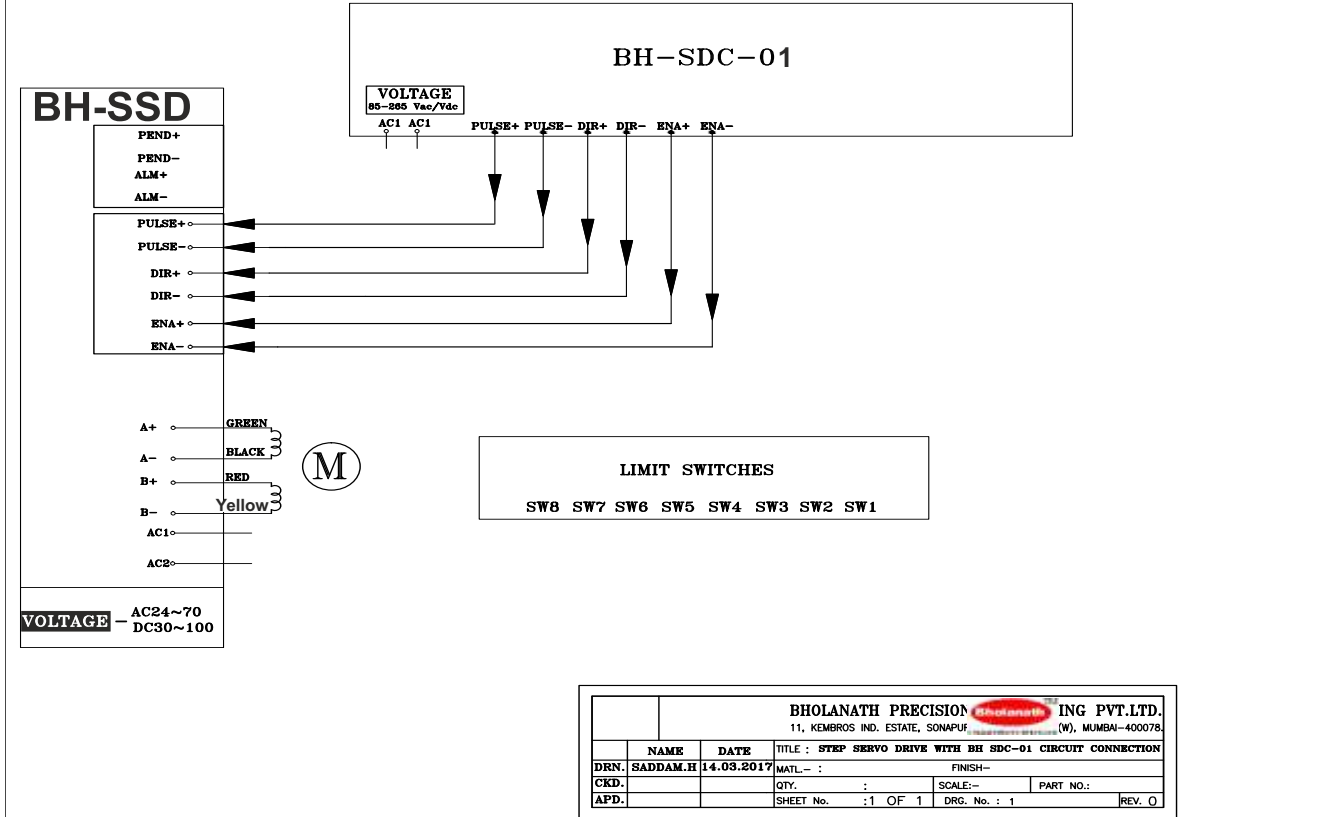 BH-SDC-01
VOLTAGE
85-265 Vac/Vdc
AC1 AC1 PULSE+ PULSE- DIR+ DIR- ENA+ ENA-
BH-SSD
PEND+
PEND-
ALM+
ALM-
PULSE+
PULSE-
DIR+
DIR-
ENA+
ENA-
A+ GREEN
A- BLACK
B+ RED
B- Yellow
AC1
AC2
M
VOLTAGE - AC24~70
DC30~100
LIMIT SWITCHES
SW8 SW7 SW6 SW5 SW4 SW3 SW2 SW1
BHOLANATH PRECISION Bholanath ING PVT.LTD.
11, KEMBROS IND. ESTATE, SONAPUR (W), MUMBAI-400078.
NAME DATE TITLE : STEP SERVO DRIVE WITH BH SDC-01 CIRCUIT CONNECTION
DRN. SADDAM.H 14.03.2017 MATL.- : FINISH-
CKD. QTY. : SCALE:- PART NO.:
APD. SHEET No. :1 OF 1 DRG. No. : 1 REV. 0